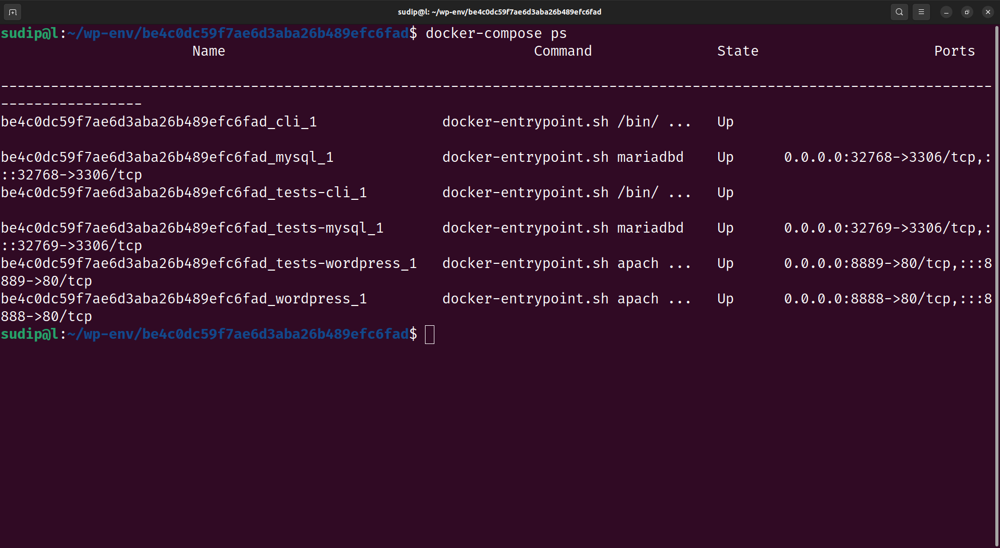 sudip@l: ~/wp-env/be4c0dc59f7ae6d3aba26b489efc6fad
sudip@l:~/wp-env/be4c0dc59f7ae6d3aba26b489efc6fad$ docker-compose ps
Name Command State Ports
-----------------------------------------------------------------------------------------------------------------------
-----------------
be4c0dc59f7ae6d3aba26b489efc6fad_cli_1 docker-entrypoint.sh /bin/ ... Up
be4c0dc59f7ae6d3aba26b489efc6fad_mysql_1 docker-entrypoint.sh mariadbd Up 0.0.0.0:32768->3306/tcp,:
::32768->3306/tcp
be4c0dc59f7ae6d3aba26b489efc6fad_tests-cli_1 docker-entrypoint.sh /bin/ ... Up
be4c0dc59f7ae6d3aba26b489efc6fad_tests-mysql_1 docker-entrypoint.sh mariadbd Up 0.0.0.0:32769->3306/tcp,:
::32769->3306/tcp
be4c0dc59f7ae6d3aba26b489efc6fad_tests-wordpress_1 docker-entrypoint.sh apach ... Up 0.0.0.0:8889->80/tcp,:::8
889->80/tcp
be4c0dc59f7ae6d3aba26b489efc6fad_wordpress_1 docker-entrypoint.sh apach ... Up 0.0.0.0:8888->80/tcp,:::8
888->80/tcp
sudip@l:~/wp-env/be4c0dc59f7ae6d3aba26b489efc6fad$